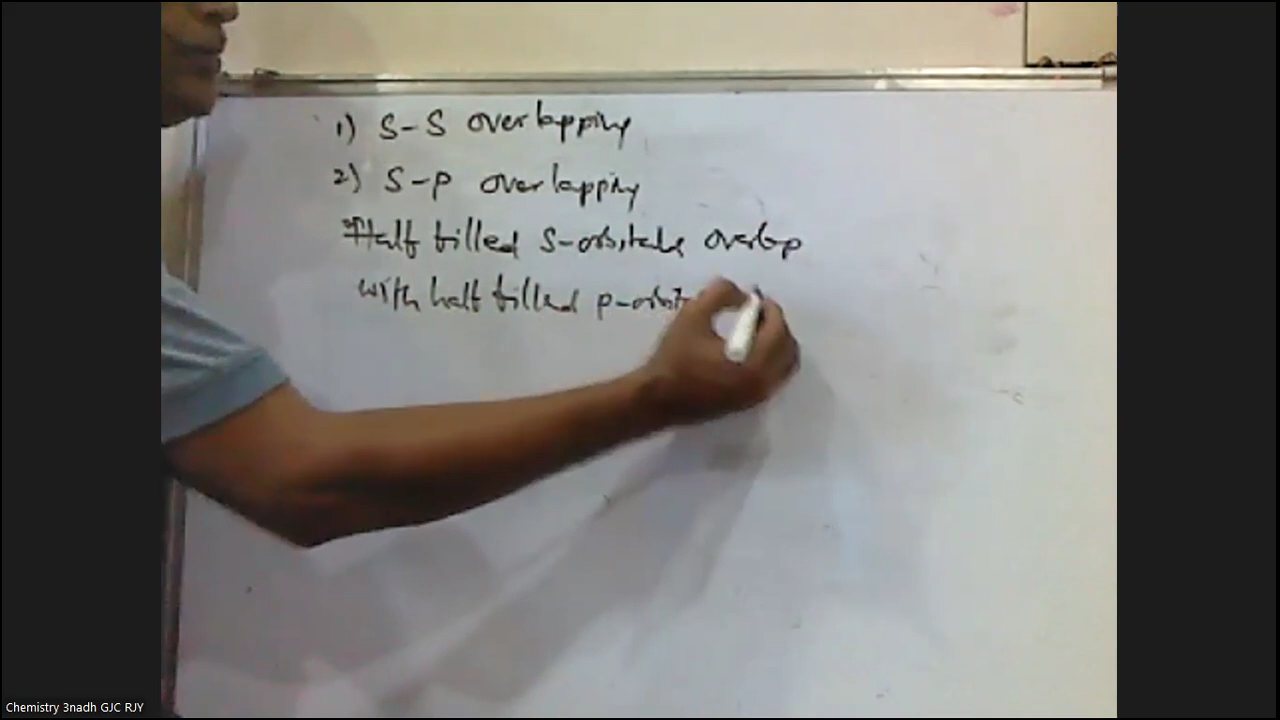 1) S-S overlapping
2) S-P overlapping
*Half filled S-orbitals overlap
with half filled p-orbit
Chemistry 3nadh GJC RJY